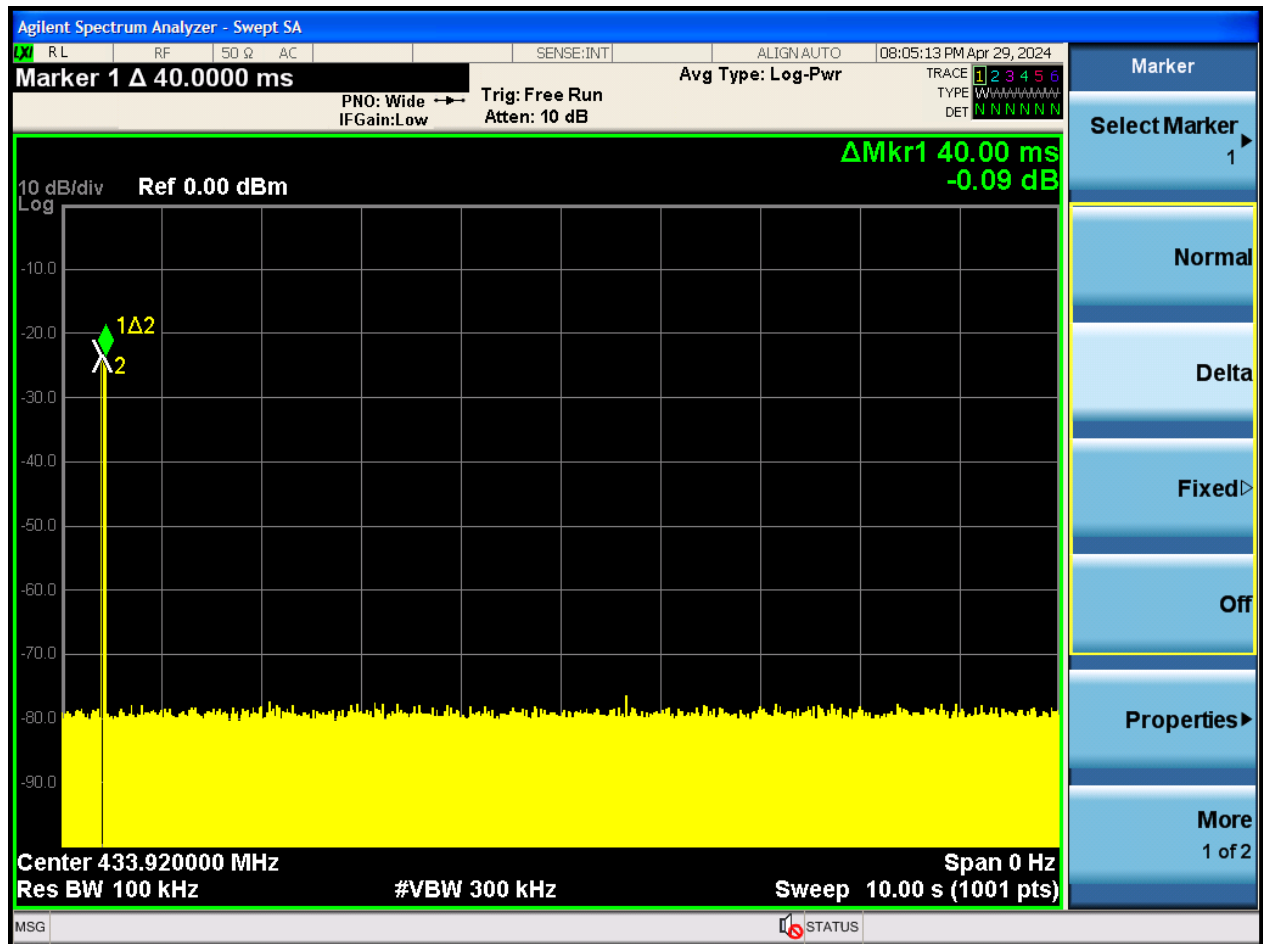 Agilent Spectrum Analyzer - Swept SA
LXI RL RF 50 Ω AC SENSE:INT ALIGN AUTO 08:05:13 PM Apr 29, 2024
Marker 1 Δ 40.0000 ms
PNO: Wide
IFGain:Low
Trig: Free Run
Atten: 10 dB
Avg Type: Log-Pwr
TRACE 1 2 3 4 5 6
TYPE WWWWWW
DET N N N N N N
ΔMkr1 40.00 ms
-0.09 dB
10 dB/div Ref 0.00 dBm
Log
-10.0
-20.0
-30.0
-40.0
-50.0
-60.0
-70.0
-80.0
-90.0
1Δ2
2
Center 433.920000 MHz Span 0 Hz
Res BW 100 kHz #VBW 300 kHz Sweep 10.00 s (1001 pts)
MSG STATUS
Marker
Select Marker
1
Normal
Delta
Fixed
Off
Properties
More
1 of 2